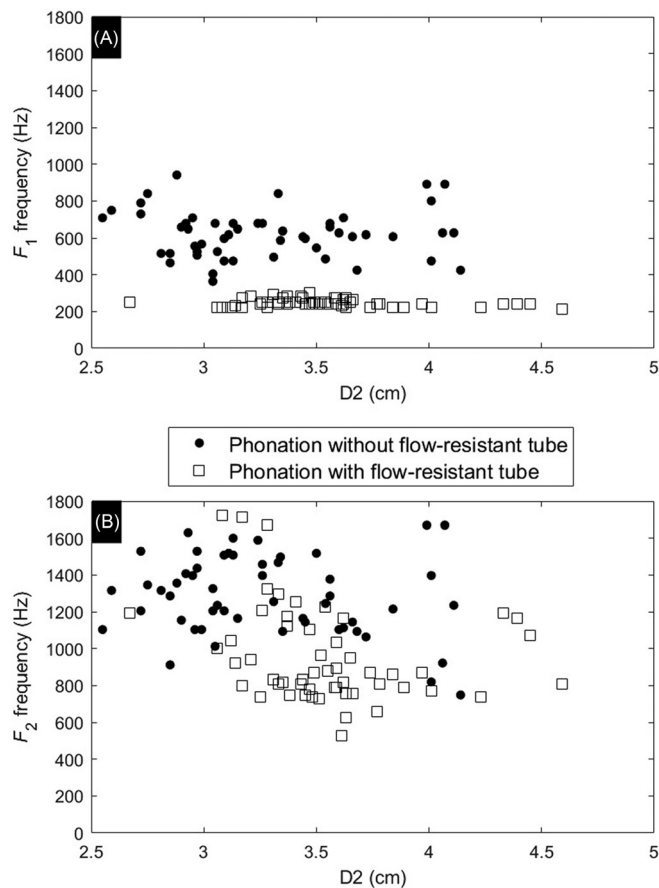 (A)
1800
1600
1400
1200
1000
800
600
400
200
0
F1 frequency (Hz)
2.5 3 3.5 4 4.5 5
D2 (cm)
Phonation without flow-resistant tube
Phonation with flow-resistant tube
(B)
1800
1600
1400
1200
1000
800
600
400
200
0
F2 frequency (Hz)
2.5 3 3.5 4 4.5 5
D2 (cm)